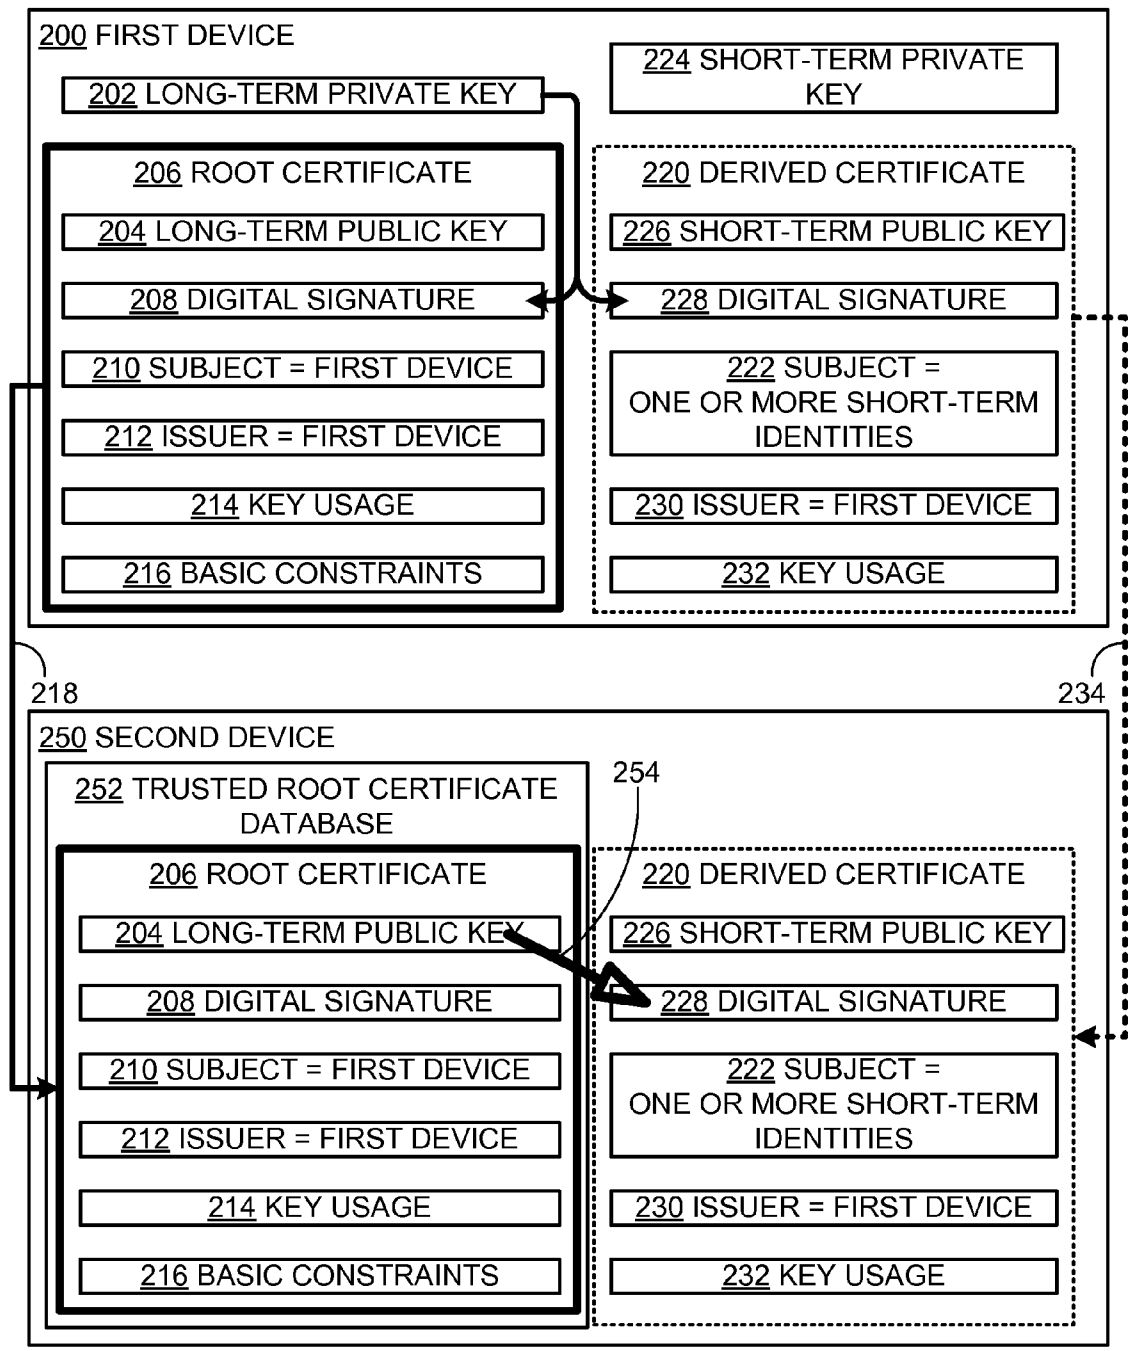 200 FIRST DEVICE
202 LONG-TERM PRIVATE KEY
224 SHORT-TERM PRIVATE
KEY
206 ROOT CERTIFICATE
204 LONG-TERM PUBLIC KEY
208 DIGITAL SIGNATURE
210 SUBJECT = FIRST DEVICE
212 ISSUER = FIRST DEVICE
214 KEY USAGE
216 BASIC CONSTRAINTS
220 DERIVED CERTIFICATE
226 SHORT-TERM PUBLIC KEY
228 DIGITAL SIGNATURE
222 SUBJECT =
ONE OR MORE SHORT-TERM
IDENTITIES
230 ISSUER = FIRST DEVICE
232 KEY USAGE
218
234
250 SECOND DEVICE
252 TRUSTED ROOT CERTIFICATE
DATABASE
254
206 ROOT CERTIFICATE
204 LONG-TERM PUBLIC KEY
208 DIGITAL SIGNATURE
210 SUBJECT = FIRST DEVICE
212 ISSUER = FIRST DEVICE
214 KEY USAGE
216 BASIC CONSTRAINTS
220 DERIVED CERTIFICATE
226 SHORT-TERM PUBLIC KEY
228 DIGITAL SIGNATURE
222 SUBJECT =
ONE OR MORE SHORT-TERM
IDENTITIES
230 ISSUER = FIRST DEVICE
232 KEY USAGE